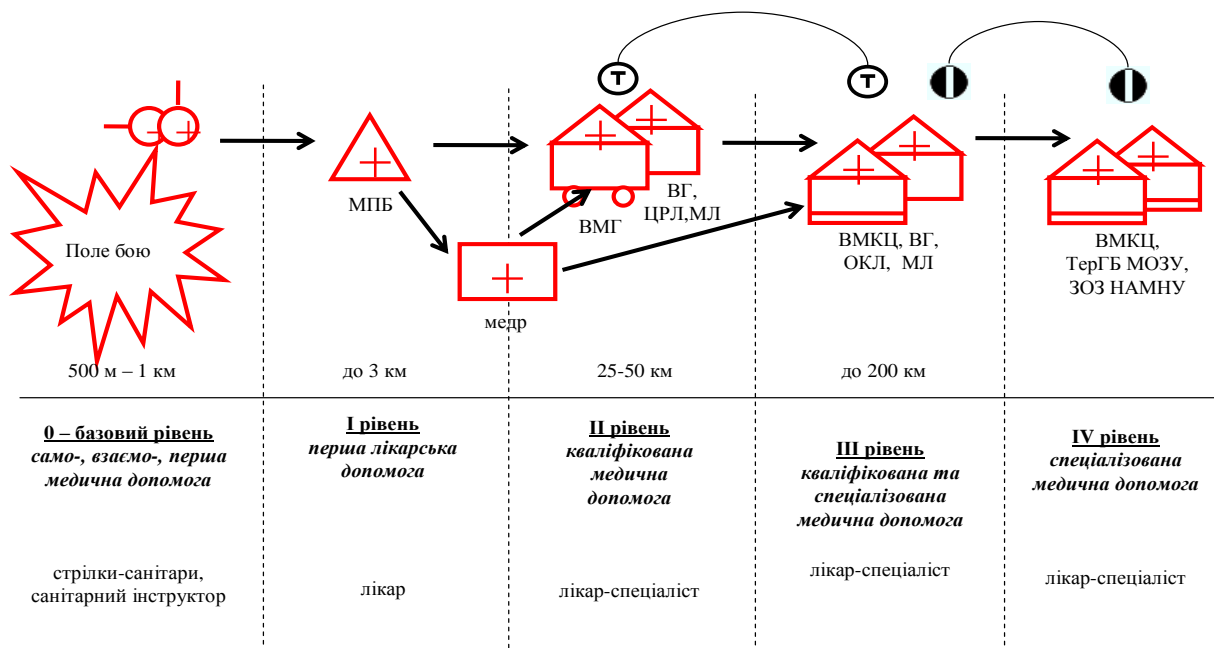 Т
Т
Поле бою
МПБ
ВМГ
ВГ,
ЦРЛ,МЛ
медр
ВМКЦ, ВГ,
ОКЛ, МЛ
ВМКЦ,
ТерГБ МОЗУ,
ЗОЗ НАМНУ
500 м – 1 км
до 3 км
25-50 км
до 200 км
0 – базовий рівень
само-, взаємо-, перша
медична допомога
І рівень
перша лікарська
допомога
ІІ рівень
кваліфікована
медична
допомога
ІІІ рівень
кваліфікована та
спеціалізована
медична допомога
IV рівень
спеціалізована
медична допомога
стрілки-санітари,
санітарний інструктор
лікар
лікар-спеціаліст
лікар-спеціаліст
лікар-спеціаліст